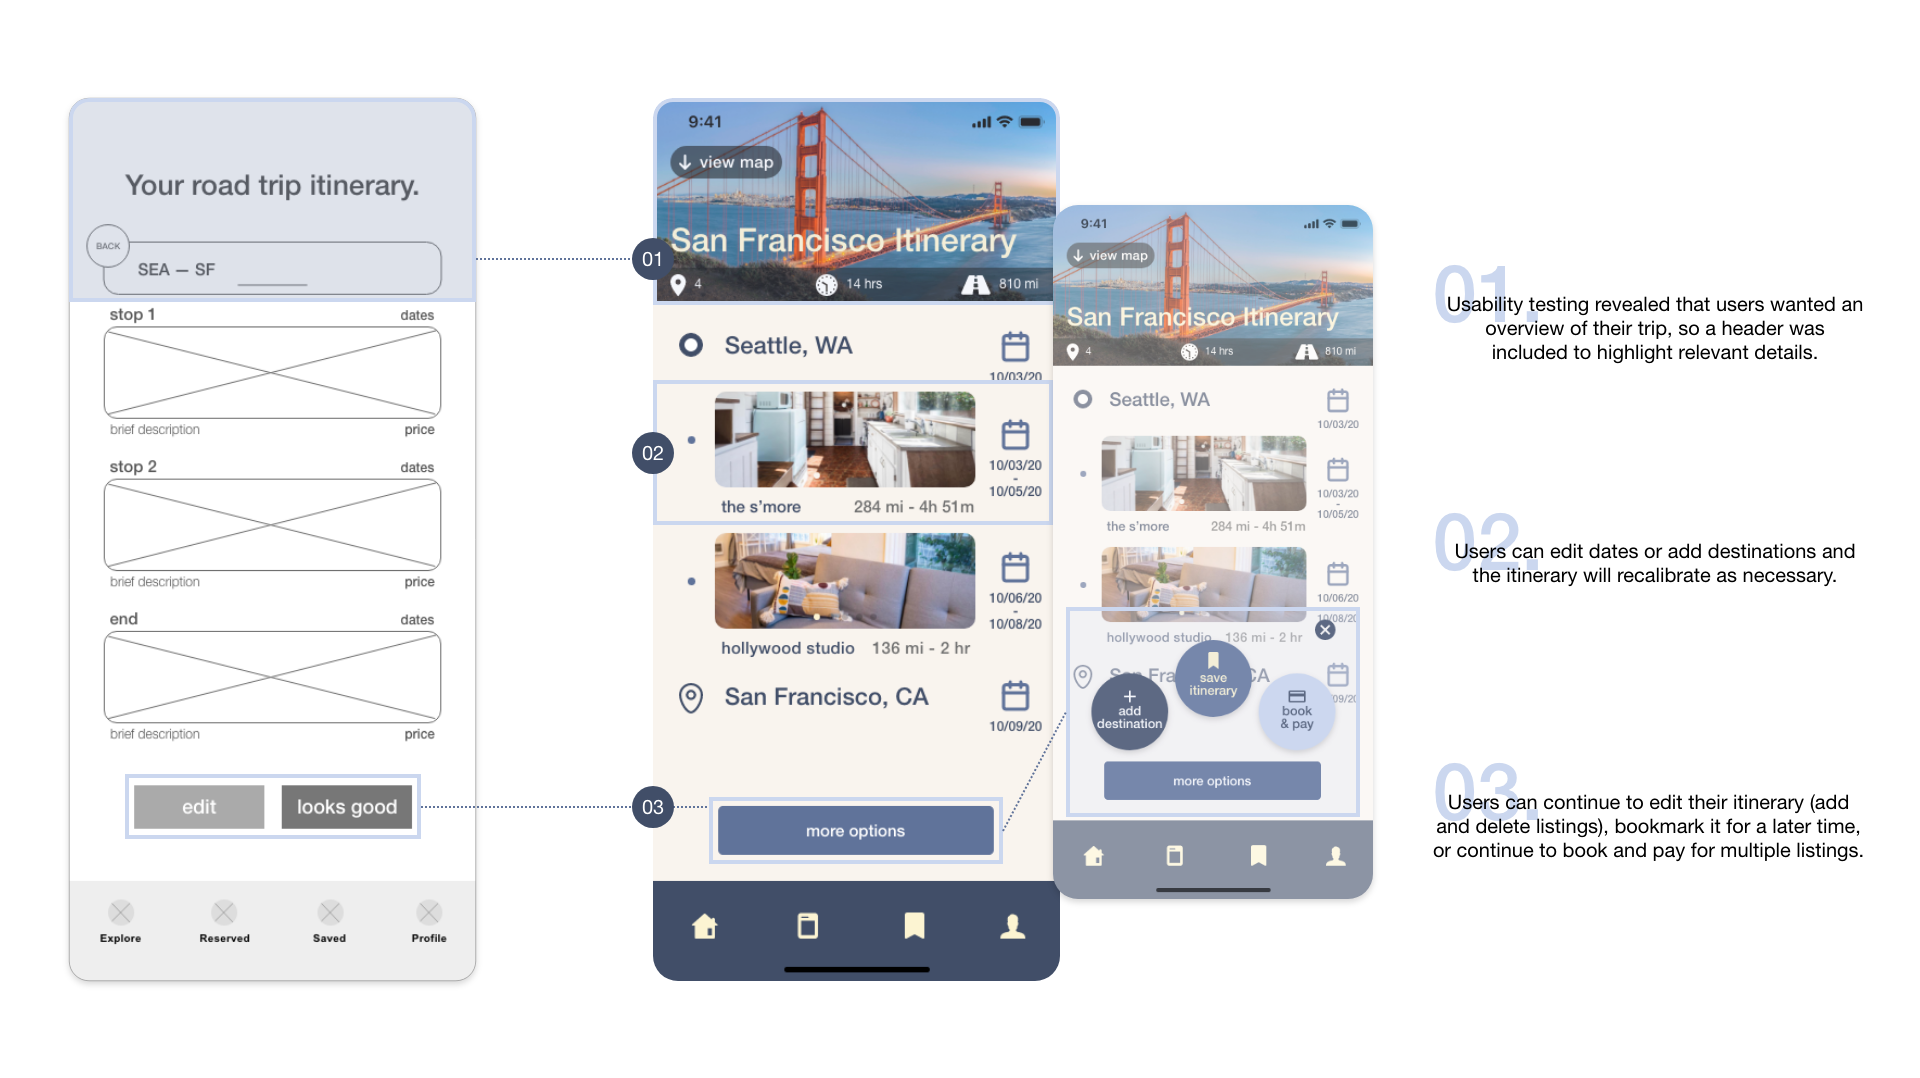 Your road trip itinerary.
BACK
SEA — SF
stop 1 dates
brief description price
stop 2 dates
brief description price
end dates
brief description price
edit looks good
Explore Reserved Saved Profile
01
02
03
9:41
view map
San Francisco Itinerary
4 14 hrs 810 mi
Seattle, WA
10/03/20
10/03/20
-
10/05/20
the s'more 284 mi - 4h 51m
10/06/20
-
10/08/20
hollywood studio 136 mi - 2 hr
San Francisco, CA
10/09/20
more options
9:41
view map
San Francisco Itinerary
4 14 hrs 810 mi
Seattle, WA
10/03/20
10/03/20
-
10/05/20
the s'more 284 mi - 4h 51m
10/06/20
10/08/20
hollywood studio 136 mi - 2 hr
San Fra CA
09/20
save
itinerary
add
destination
book
& pay
more options
01.
Usability testing revealed that users wanted an
overview of their trip, so a header was
included to highlight relevant details.
02.
Users can edit dates or add destinations and
the itinerary will recalibrate as necessary.
03.
Users can continue to edit their itinerary (add
and delete listings), bookmark it for a later time,
or continue to book and pay for multiple listings.